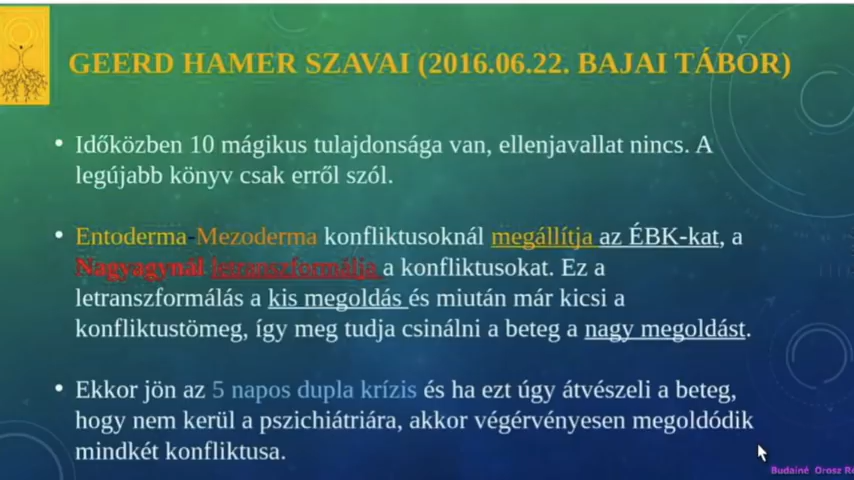 GEERD HAMER SZAVAI (2016.06.22. BAJAI TÁBOR)
• Időközben 10 mágikus tulajdonsága van, ellenjavallat nincs. A
legújabb könyv csak erről szól.
• Entoderma-Mezoderma konfliktusoknál megállítja az ÉBK-kat, a
Nagyagynál letranszformálja a konfliktusokat. Ez a
letranszformálás a kis megoldás és miután már kicsi a
konfliktustömeg, így meg tudja csinálni a beteg a nagy megoldást.
• Ekkor jön az 5 napos dupla krízis és ha ezt úgy átvészeli a beteg,
hogy nem kerül a pszichiátriára, akkor végérvényesen megoldódik
mindkét konfliktusa.
Budainé Orosz Re